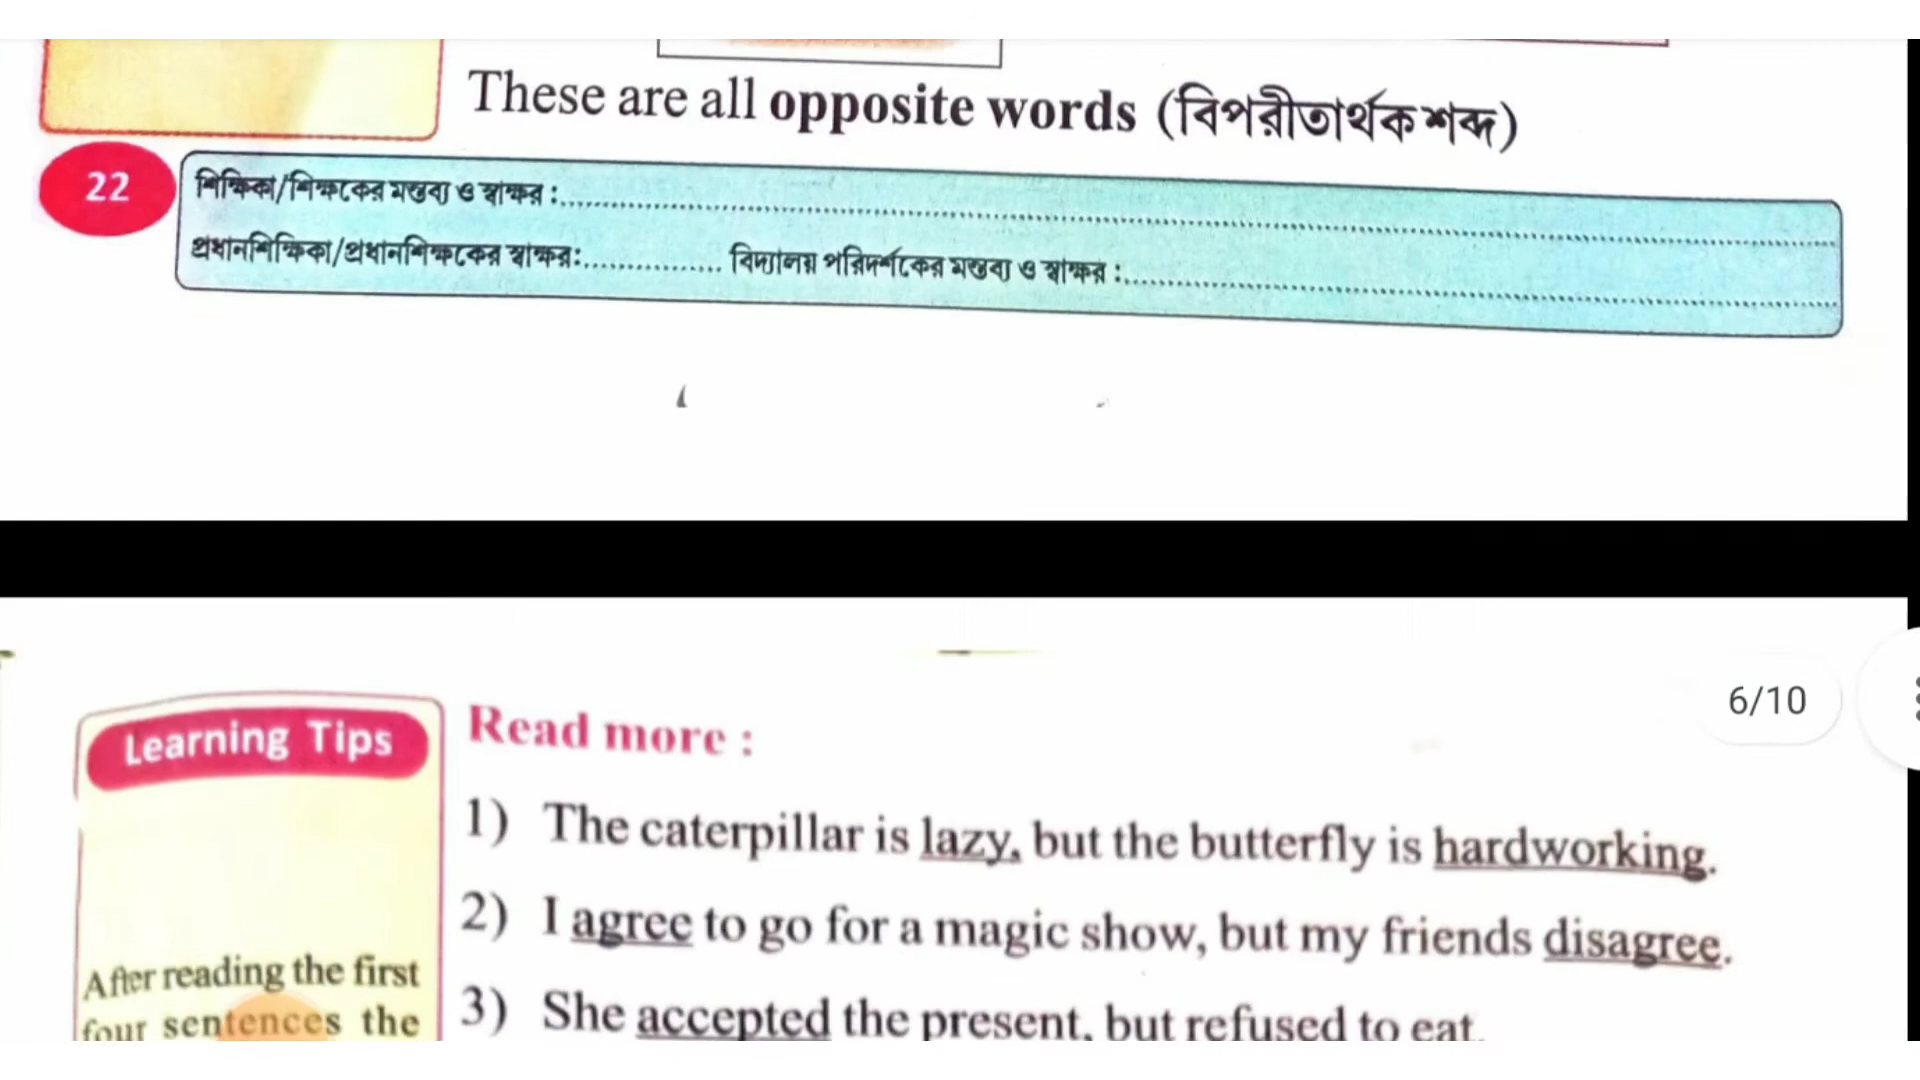 These are all opposite words (বিপরীতার্থক শব্দ)
22
শিক্ষিকা/শিক্ষকের মন্তব্য ও স্বাক্ষর :
প্রধানশিক্ষিকা/প্রধানশিক্ষকের স্বাক্ষর: বিদ্যালয় পরিদর্শকের মন্তব্য ও স্বাক্ষর :
6/10
Learning Tips
After reading the first
four sentences the
Read more :
1) The caterpillar is lazy, but the butterfly is hardworking.
2) I agree to go for a magic show, but my friends disagree.
3) She accepted the present, but refused to eat.